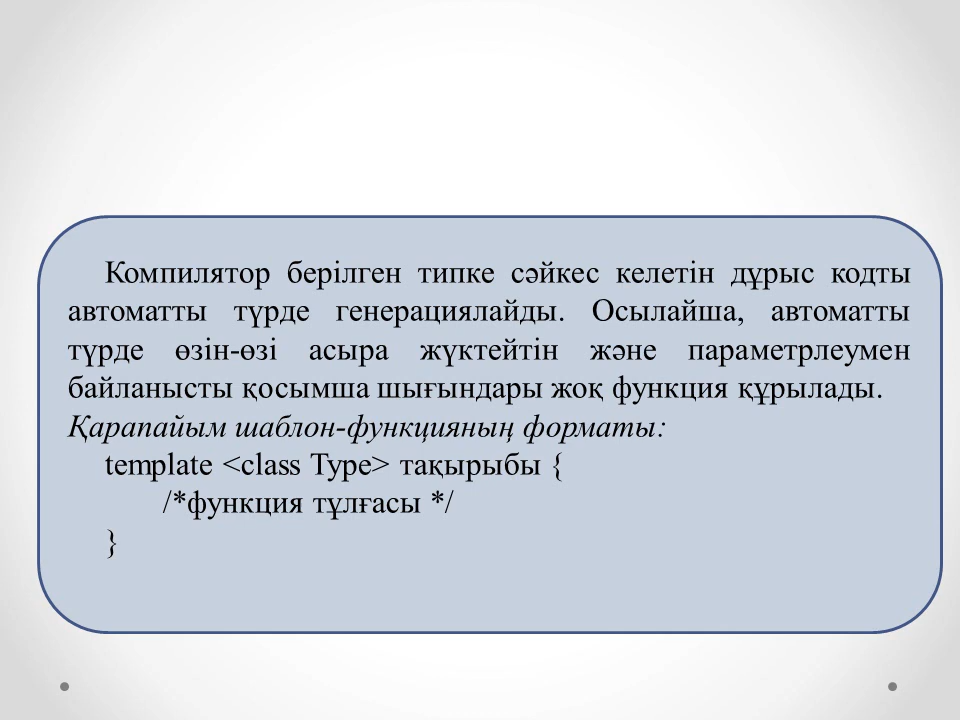 Компилятор берілген типке сәйкес келетін дұрыс кодты
автоматты түрде генерациялайды. Осылайша, автоматты
түрде өзін-өзі асыра жүктейтін және параметрлеумен
байланысты қосымша шығындары жоқ функция құрылады.
Қарапайым шаблон-функцияның форматы:
template <class Type> тақырыбы {
/*функция тұлғасы */
}